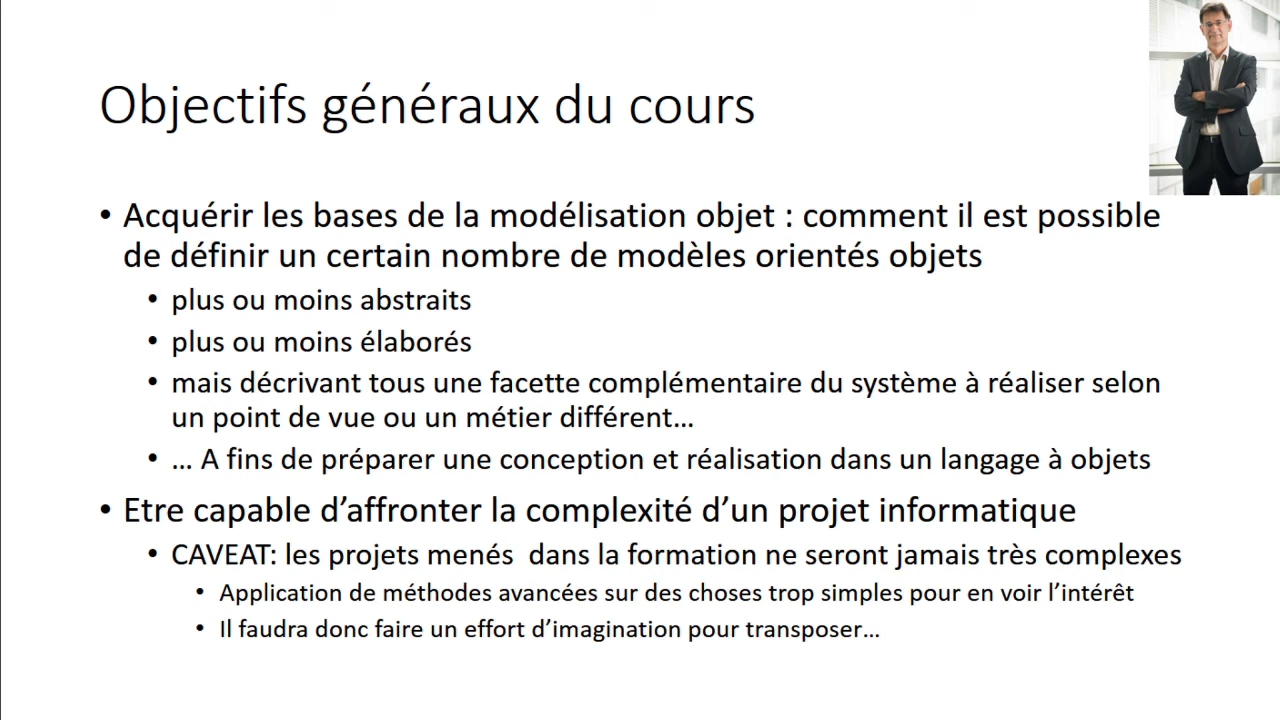 Objectifs généraux du cours
• Acquérir les bases de la modélisation objet : comment il est possible
de définir un certain nombre de modèles orientés objets
• plus ou moins abstraits
• plus ou moins élaborés
• mais décrivant tous une facette complémentaire du système à réaliser selon
un point de vue ou un métier différent…
• … A fins de préparer une conception et réalisation dans un langage à objets
• Etre capable d’affronter la complexité d’un projet informatique
• CAVEAT: les projets menés  dans la formation ne seront jamais très complexes
• Application de méthodes avancées sur des choses trop simples pour en voir l’intérêt
• Il faudra donc faire un effort d’imagination pour transposer…